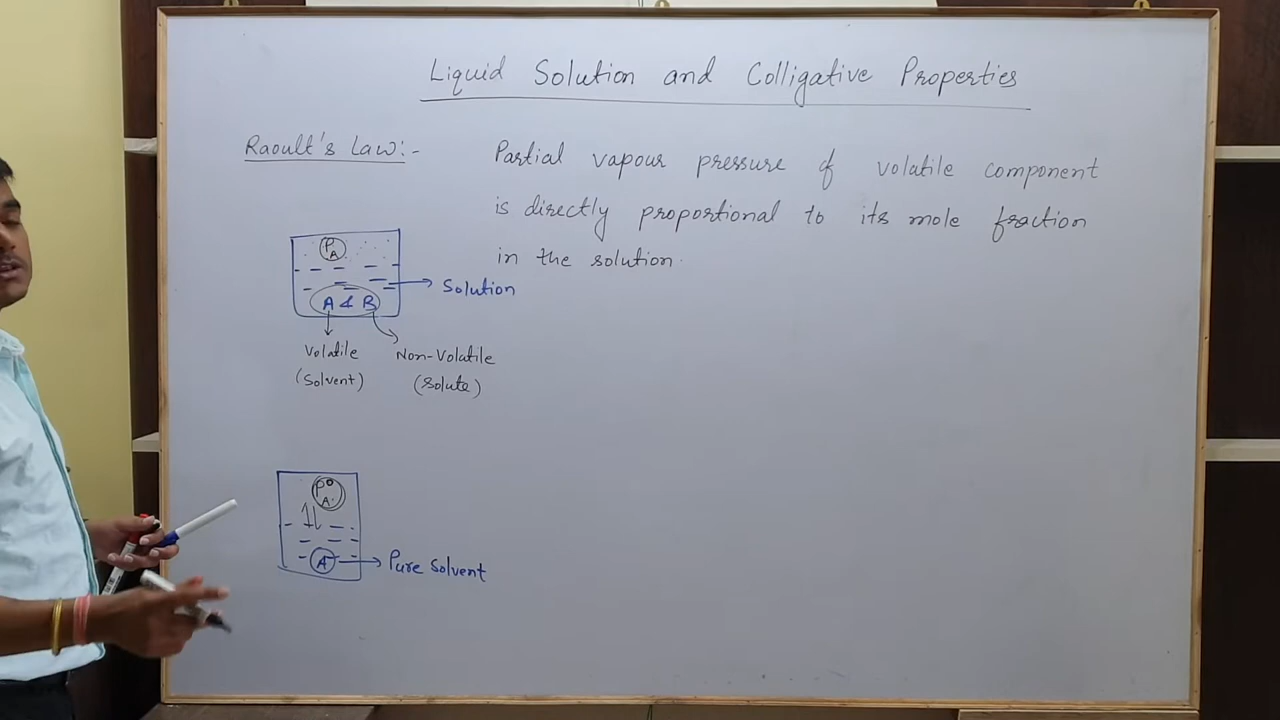 Liquid Solution and Colligative Properties
Raoult's Law:-
Partial vapour pressure of volatile component
is directly proportional to its mole fraction
in the solution.
PA
Solution
A & B
Volatile
(Solvent)
Non-Volatile
(Solute)
P°A
A
Pure Solvent